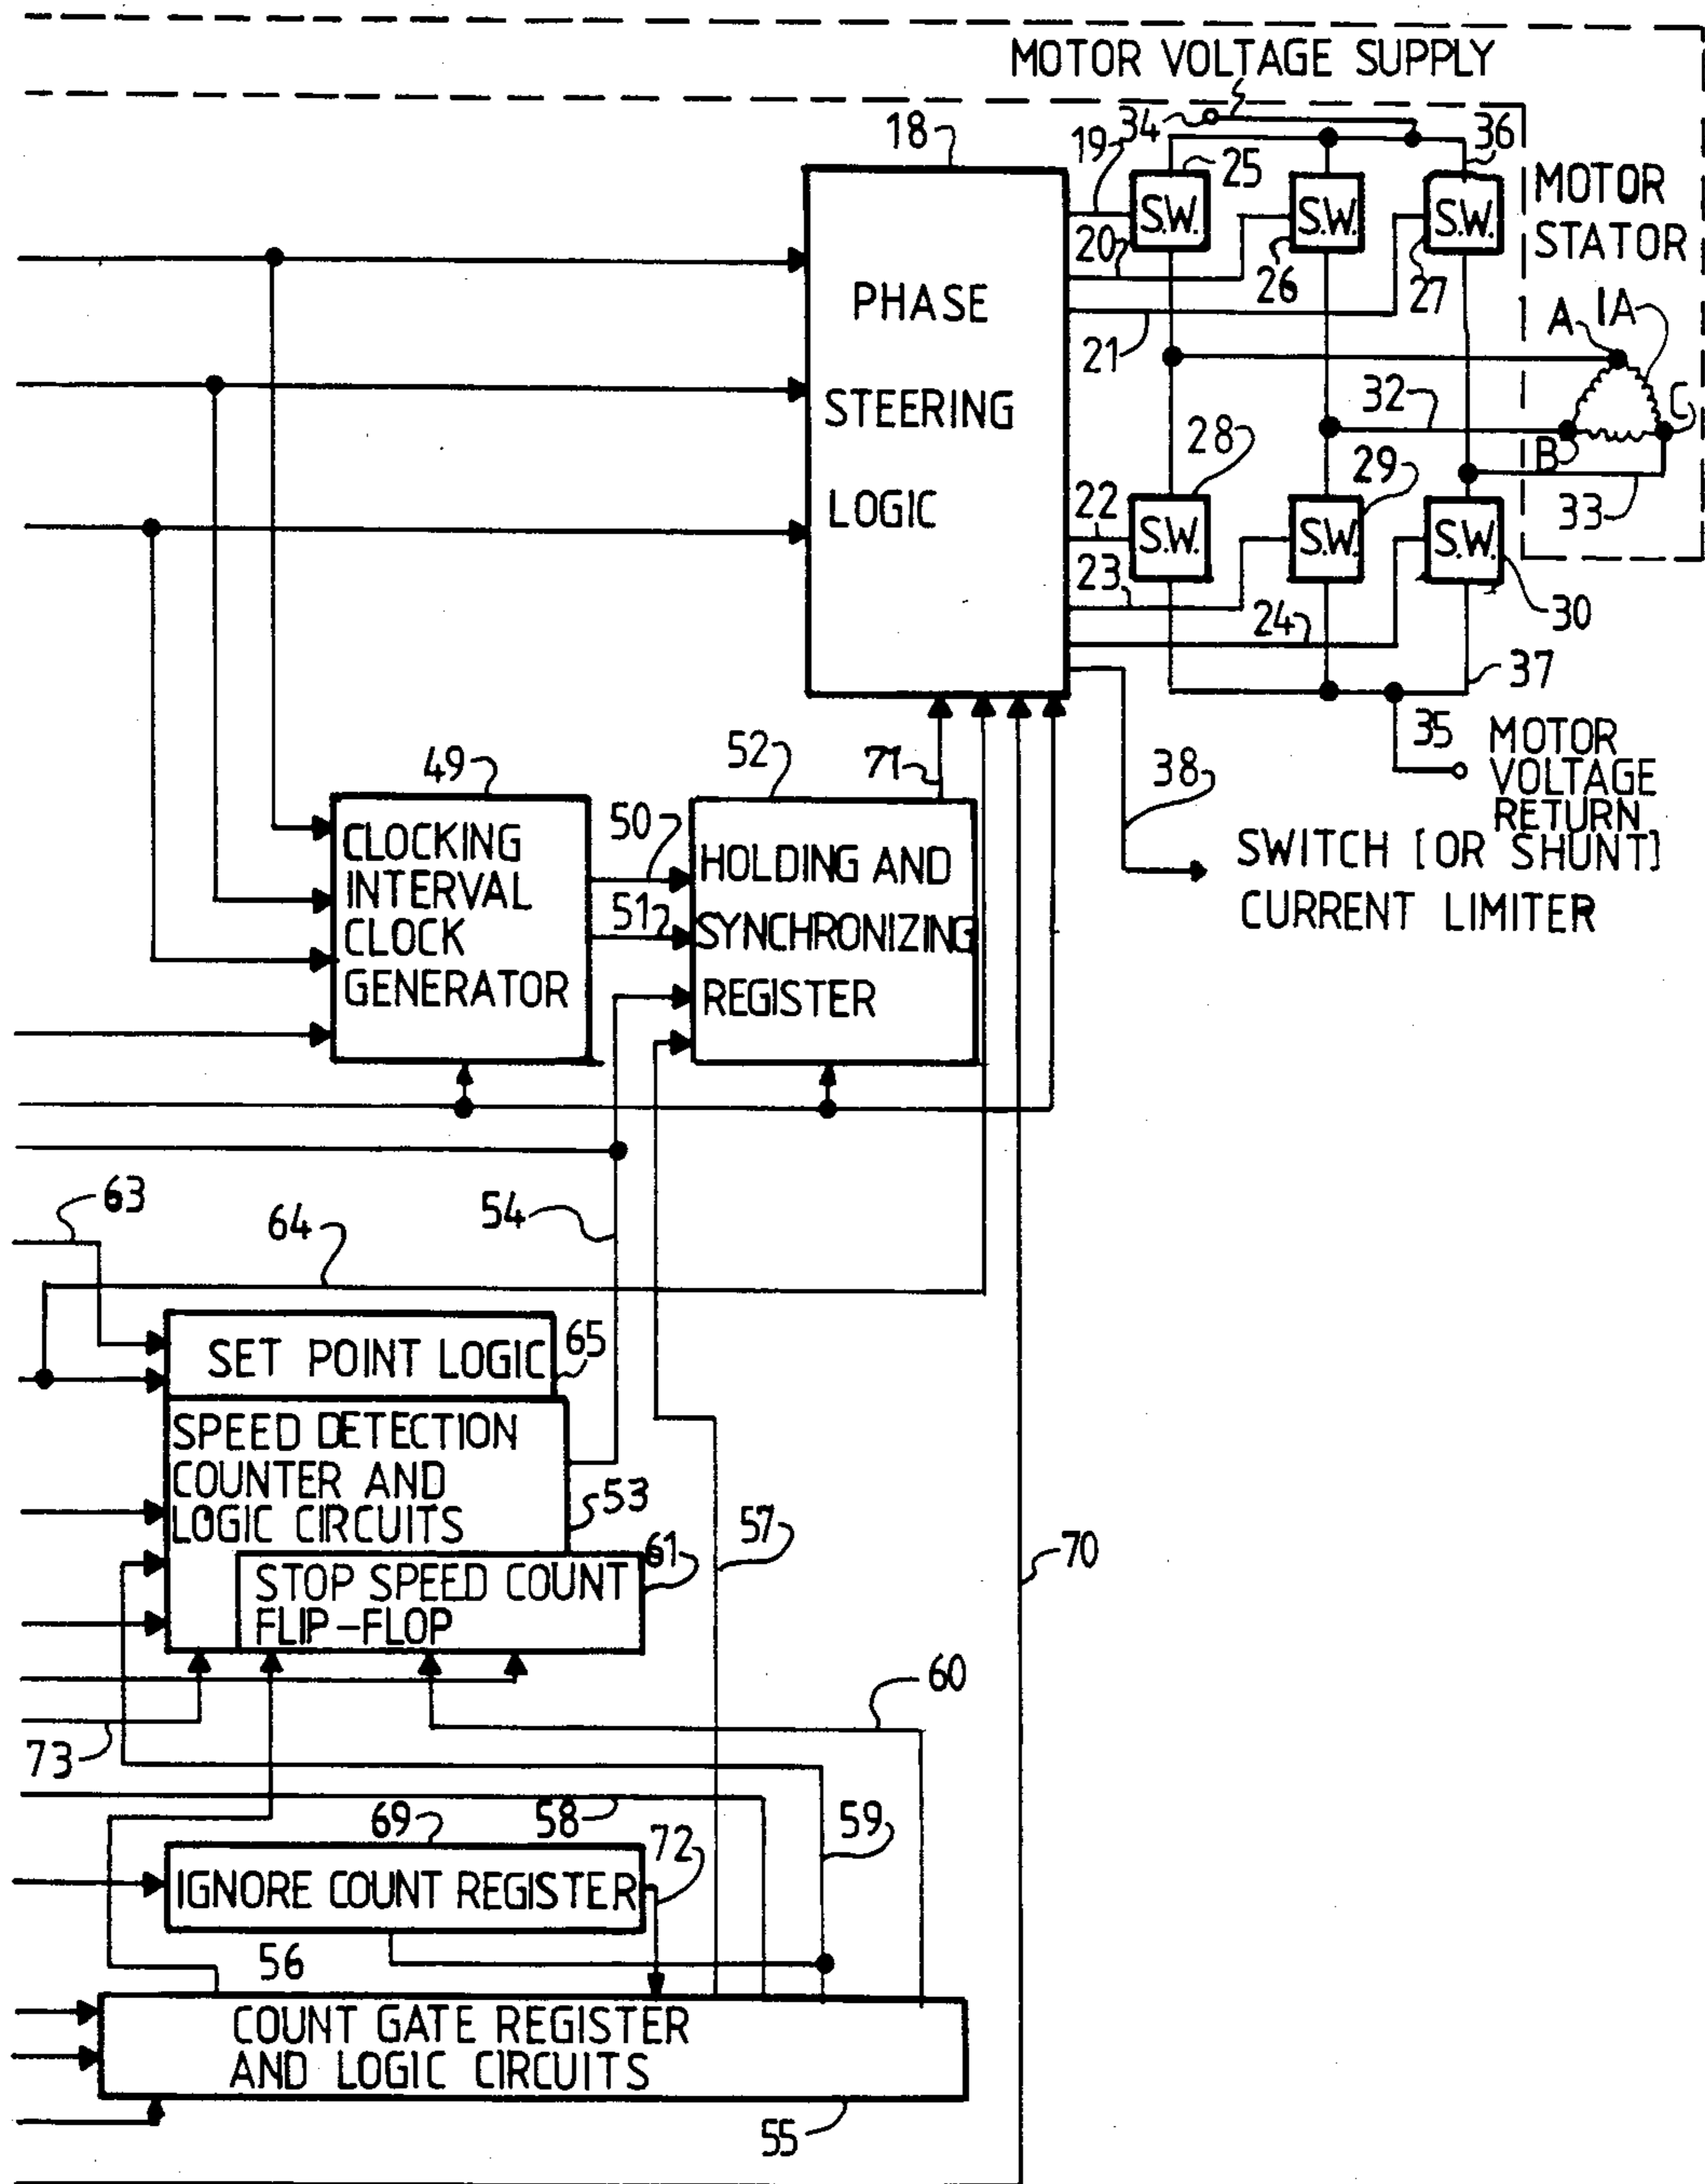 MOTOR VOLTAGE SUPPLY
18
19
34
36
25
MOTOR
STATOR
S.W.
S.W.
S.W.
20
26
27
PHASE
A
1A
21
STEERING
32
C
28
B
29
LOGIC
22
33
S.W.
S.W.
S.W.
23
30
24
37
35
MOTOR
VOLTAGE
RETURN
52
71
49
38
50
CLOCKING
INTERVAL
CLOCK
GENERATOR
HOLDING AND
SYNCHRONIZING
REGISTER
51
SWITCH [OR SHUNT]
CURRENT LIMITER
63
64
54
SET POINT LOGIC
65
SPEED DETECTION
COUNTER AND
LOGIC CIRCUITS
53
57
61
70
STOP SPEED COUNT
FLIP-FLOP
60
73
58
59
69
72
IGNORE COUNT REGISTER
56
COUNT GATE REGISTER
AND LOGIC CIRCUITS
55